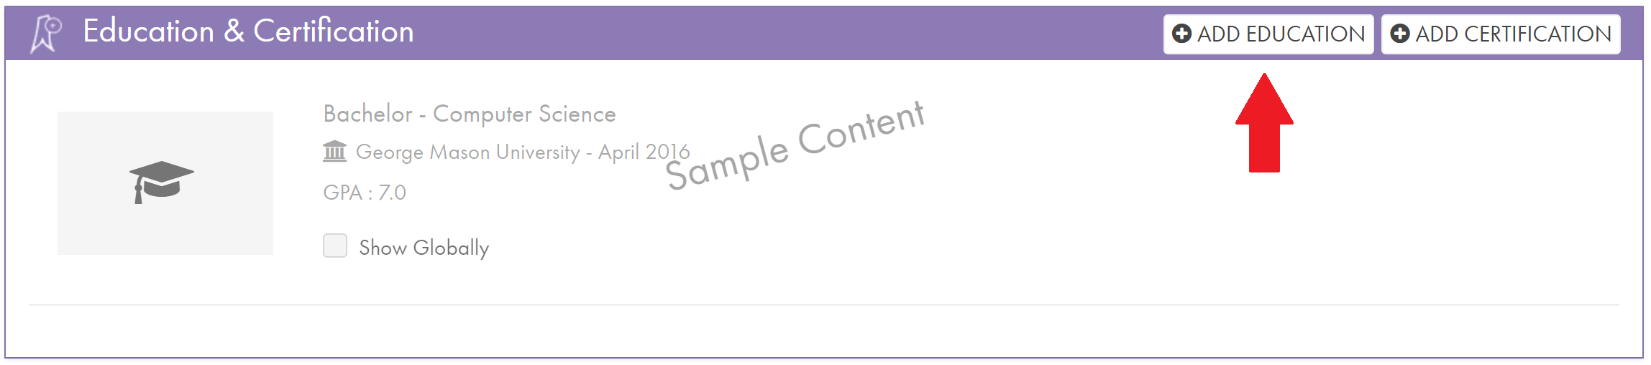 Education & Certification
ADD EDUCATION
ADD CERTIFICATION
Bachelor - Computer Science
George Mason University - April 2016
GPA : 7.0
Show Globally
Sample Content